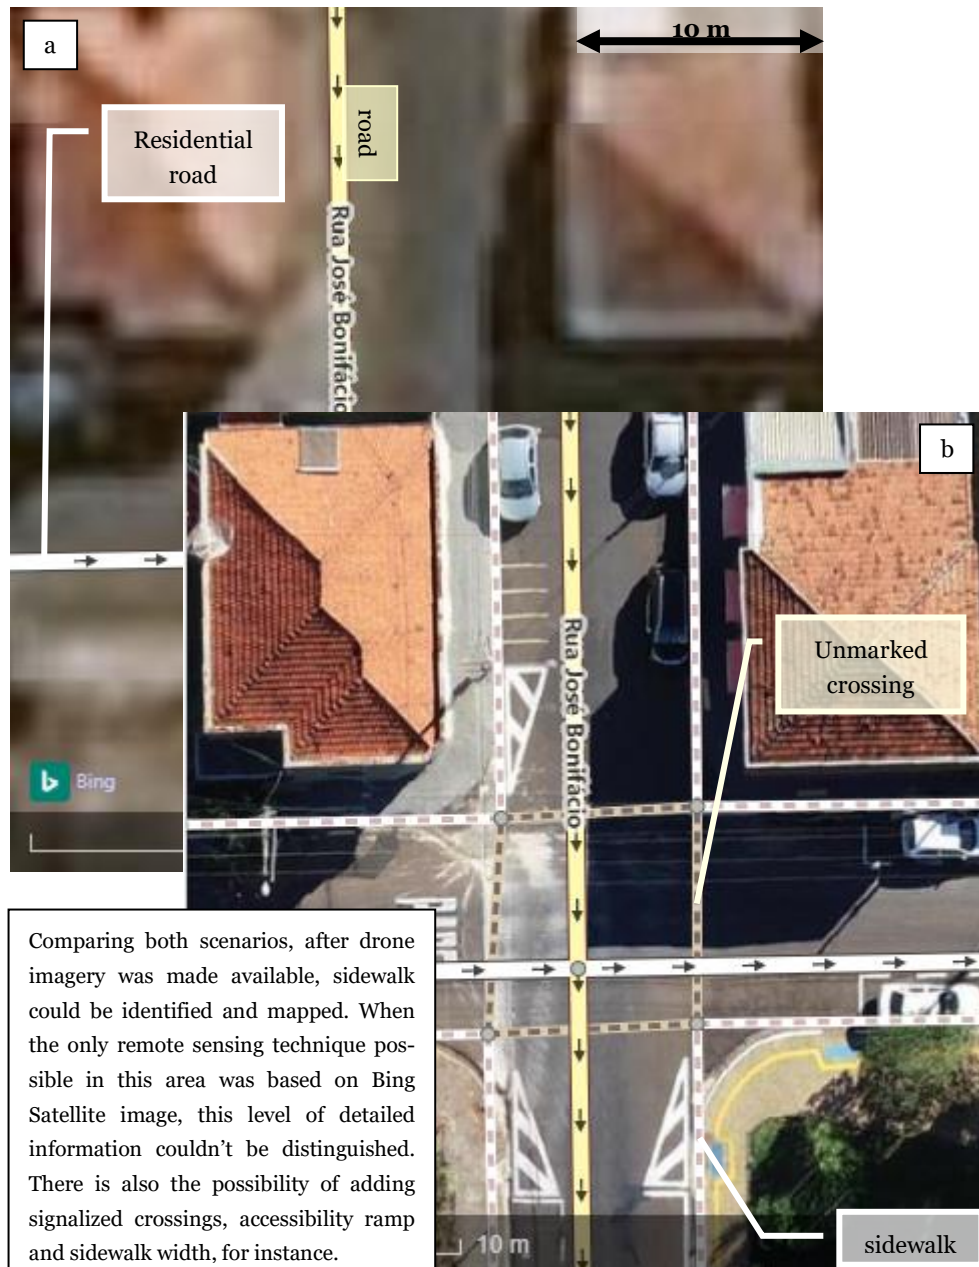 a
10 m
Residential
road
road
Rua José Bonifácio
b
Rua José Bonifácio
Unmarked
crossing
Bing
Comparing both scenarios, after drone
imagery was made available, sidewalk
could be identified and mapped. When
the only remote sensing technique pos-
sible in this area was based on Bing
Satellite image, this level of detailed
information couldn’t be distinguished.
There is also the possibility of adding
signalized crossings, accessibility ramp
and sidewalk width, for instance.
10 m
sidewalk